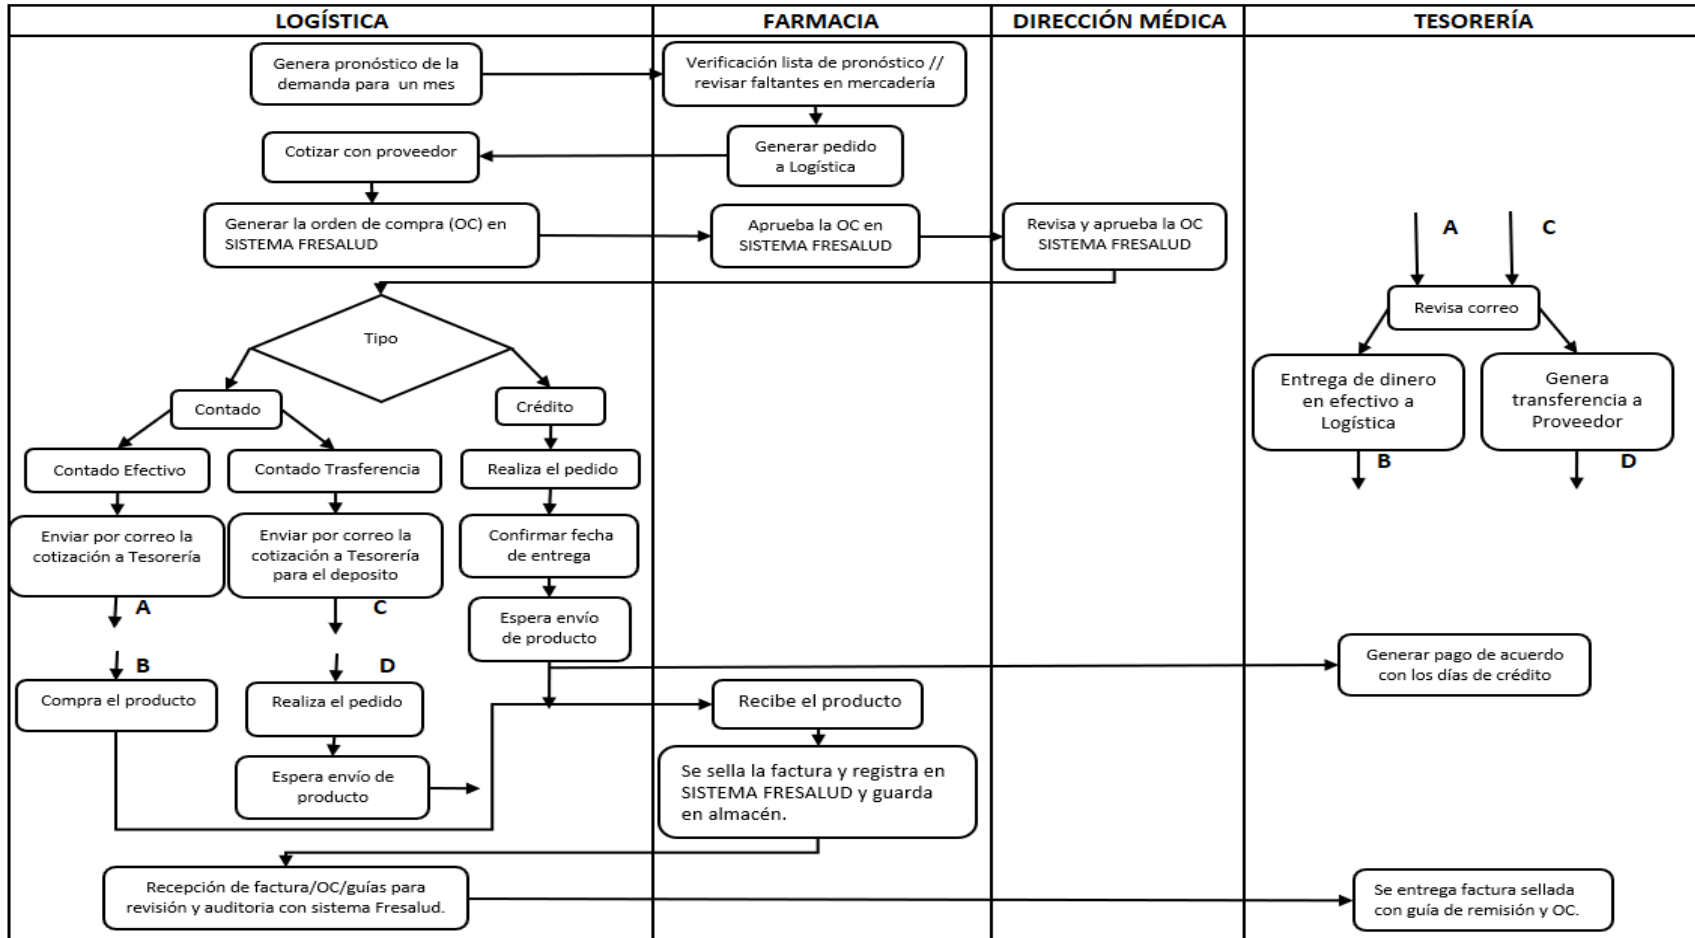 LOGÍSTICA
FARMACIA
DIRECCIÓN MÉDICA
TESORERÍA
Genera pronóstico de la
demanda para un mes
Verificación lista de pronóstico //
revisar faltantes en mercadería
Cotizar con proveedor
Generar pedido
a Logística
Generar la orden de compra (OC) en
SISTEMA FRESALUD
Aprueba la OC en
SISTEMA FRESALUD
Revisa y aprueba la OC
SISTEMA FRESALUD
A
C
Revisa correo
Tipo
Entrega de dinero
en efectivo a
Logística
Genera
transferencia a
Proveedor
B
D
Contado
Crédito
Contado Efectivo
Contado Trasferencia
Realiza el pedido
Enviar por correo la
cotización a Tesorería
Enviar por correo la
cotización a Tesorería
para el deposito
Confirmar fecha
de entrega
A
C
Espera envío
de producto
B
D
Generar pago de acuerdo
con los días de crédito
Compra el producto
Realiza el pedido
Recibe el producto
Espera envío de
producto
Se sella la factura y registra en
SISTEMA FRESALUD y guarda
en almacén.
Recepción de factura/OC/guías para
revisión y auditoria con sistema Fresalud.
Se entrega factura sellada
con guía de remisión y OC.